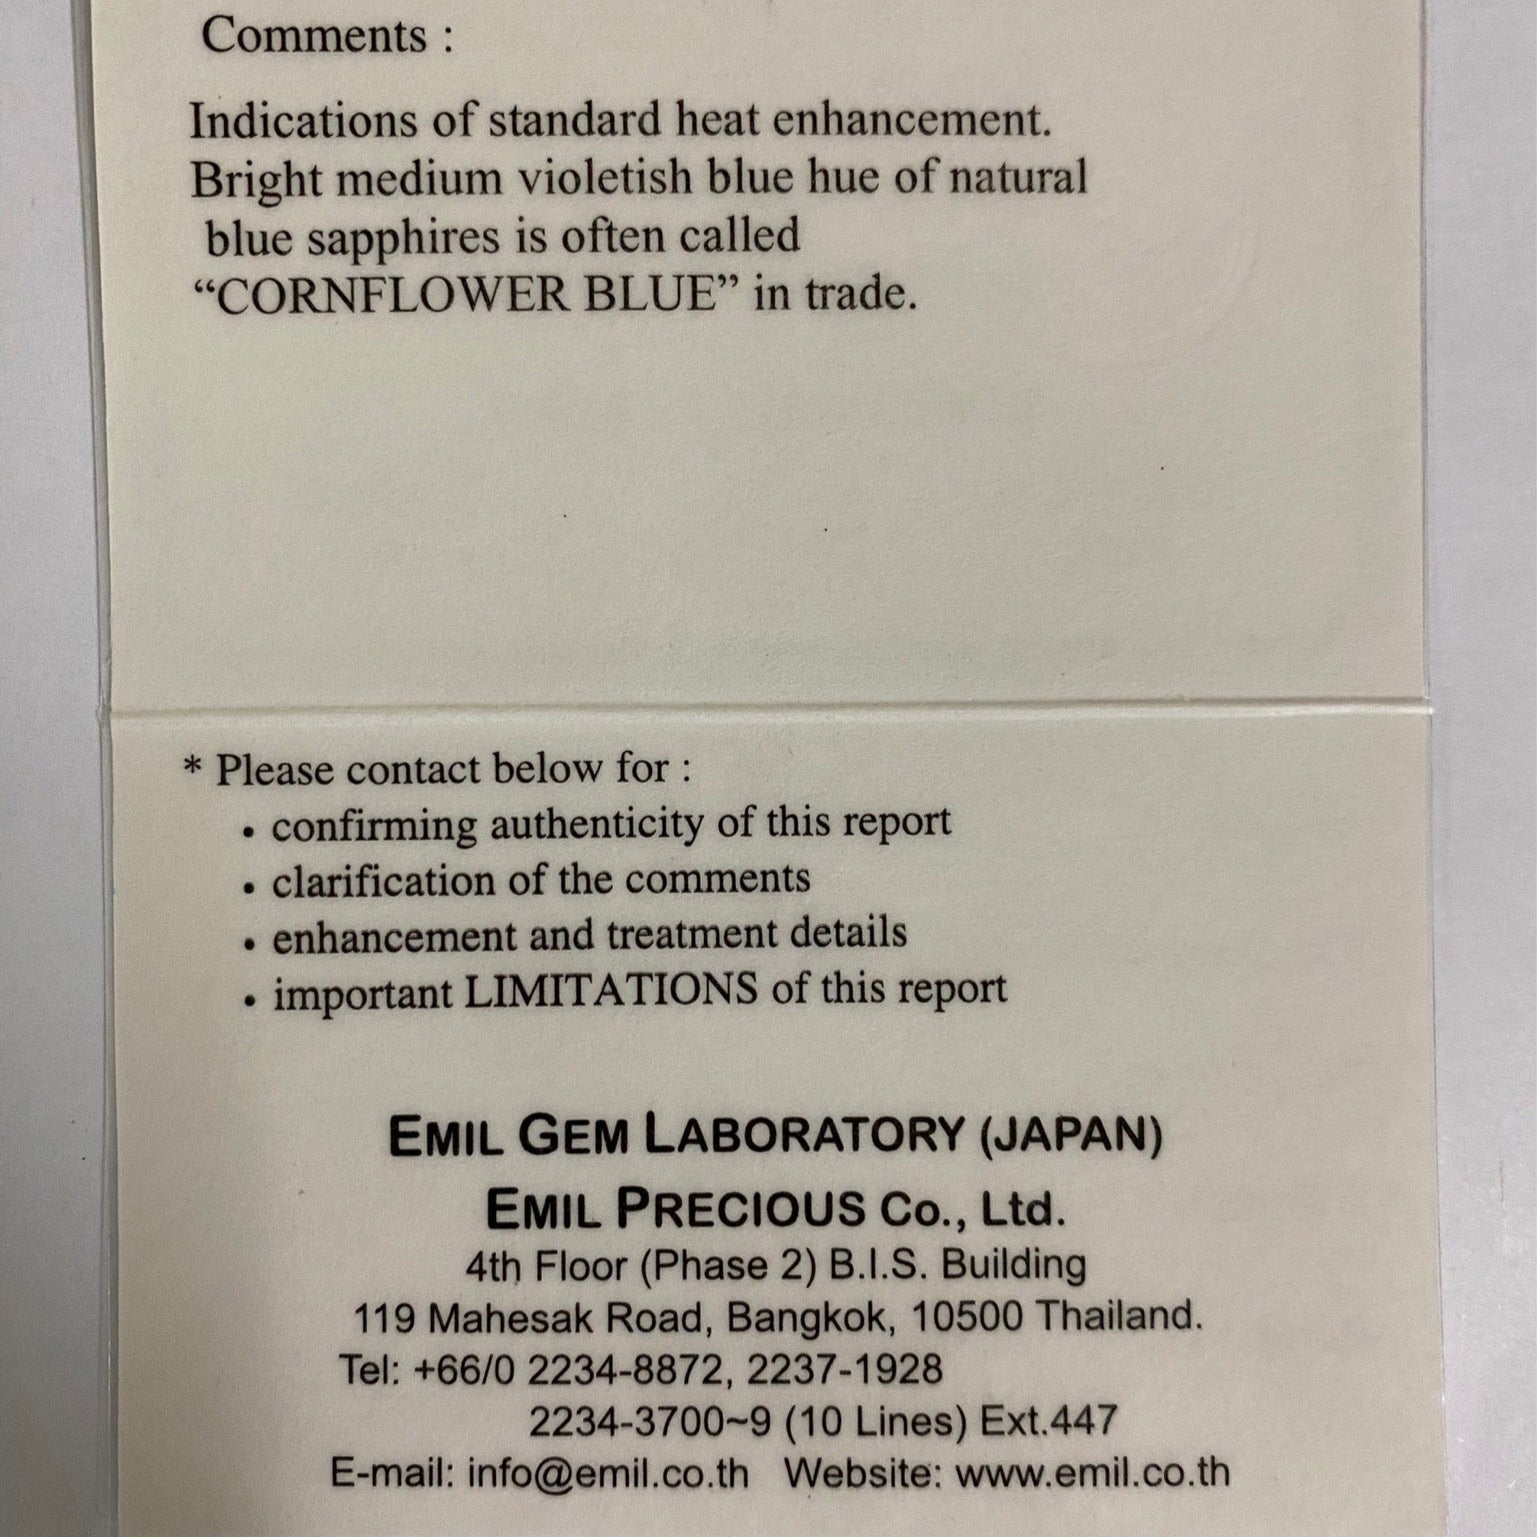 Comments :
Indications of standard heat enhancement.
Bright medium violetish blue hue of natural
blue sapphires is often called
“CORNFLOWER BLUE” in trade.
* Please contact below for :
• confirming authenticity of this report
• clarification of the comments
• enhancement and treatment details
• important LIMITATIONS of this report
EMIL GEM LABORATORY (JAPAN)
EMIL PRECIOUS Co., Ltd.
4th Floor (Phase 2) B.I.S. Building
119 Mahesak Road, Bangkok, 10500 Thailand.
Tel: +66/0 2234-8872, 2237-1928
2234-3700~9 (10 Lines) Ext.447
E-mail: info@emil.co.th Website: www.emil.co.th